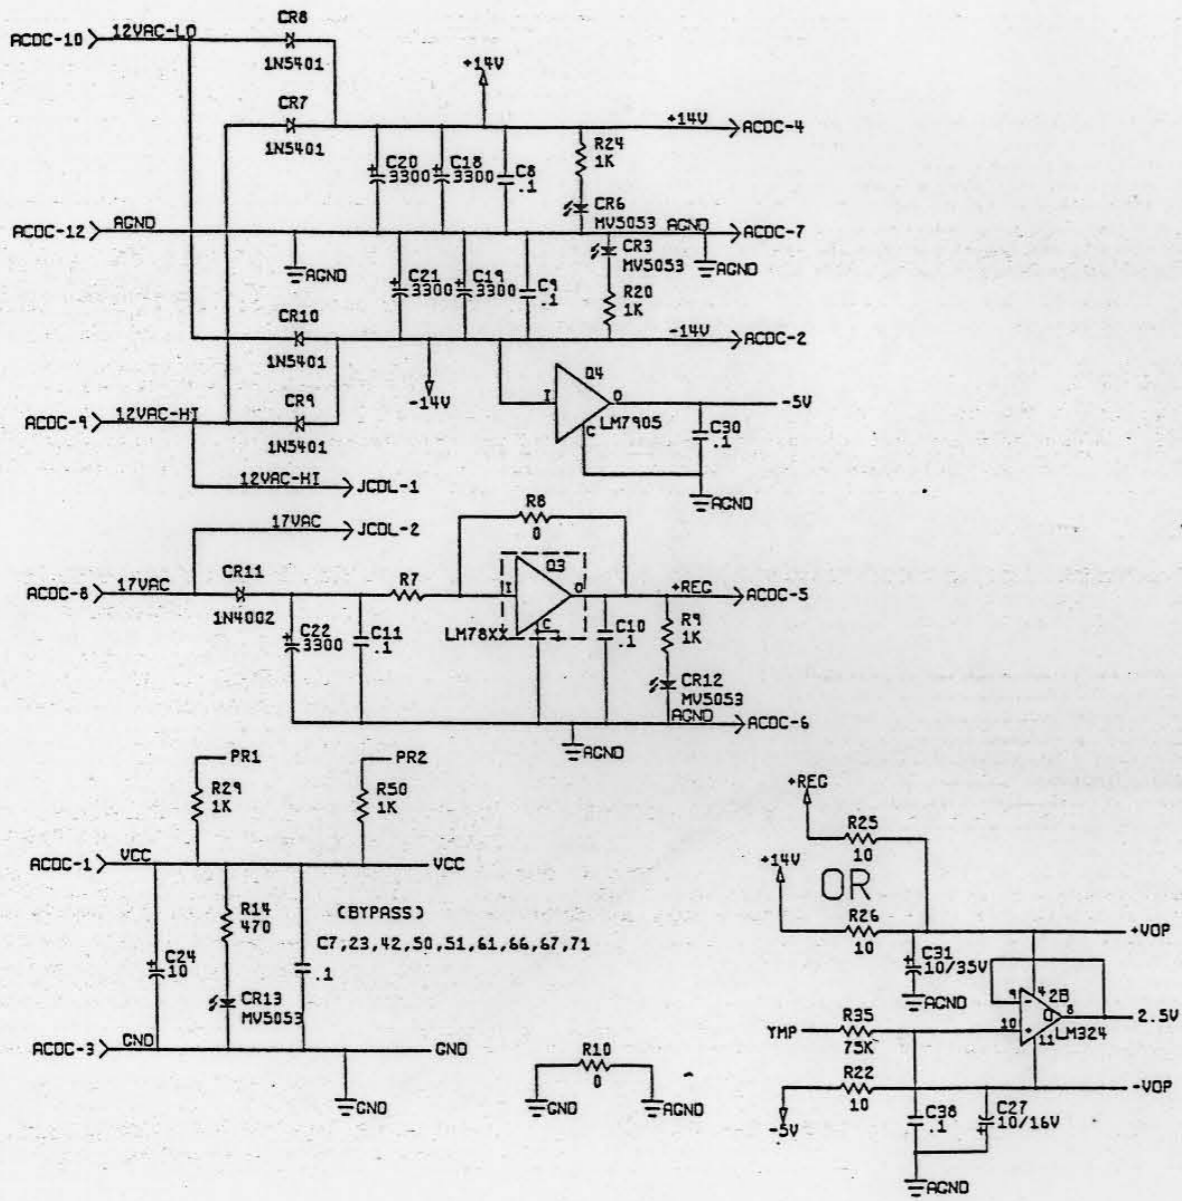 CR8
ACDC-10 12VAC-LO
1N5401
+14V
CR7
+14V ACDC-4
1N5401
R24
1K
C20
3300
C18
3300
C8
.1
CR6
MV5053
ACDC-12 AGND
AGND ACDC-7
CR3
MV5053
AGND
AGND
C21
3300
C19
3300
C9
.1
R20
1K
CR10
-14V ACDC-2
1N5401
-14V
Q4
I O
-5V
LM7905
C
CR9
ACDC-9 12VAC-HI
1N5401
C30
.1
12VAC-HI JCDL-1
AGND
R8
0
17VAC JCDL-2
CR11
Q3
ACDC-8 17VAC
R7
I O
+REG ACDC-5
1N4002
LM78XX
C
C22
3300
C11
.1
C10
.1
R9
1K
CR12
MV5053
AGND ACDC-6
AGND
PR1
PR2
R29
1K
R50
1K
+REG
R25
10
ACDC-1 VCC
VCC
+14V
OR
R14
470
(BYPASS)
C7,23,42,50,51,61,66,67,71
R26
10
+VOP
C24
10
.1
C31
10/35V
CR13
MV5053
AGND
9 - 4 2B
Q 8
2.5V
10 +
11 LM324
YMP R35
75K
ACDC-3 GND
GND
R10
0
R22
10
-VOP
GND
GND
AGND
-5V
C38
.1
C27
10/16V
AGND